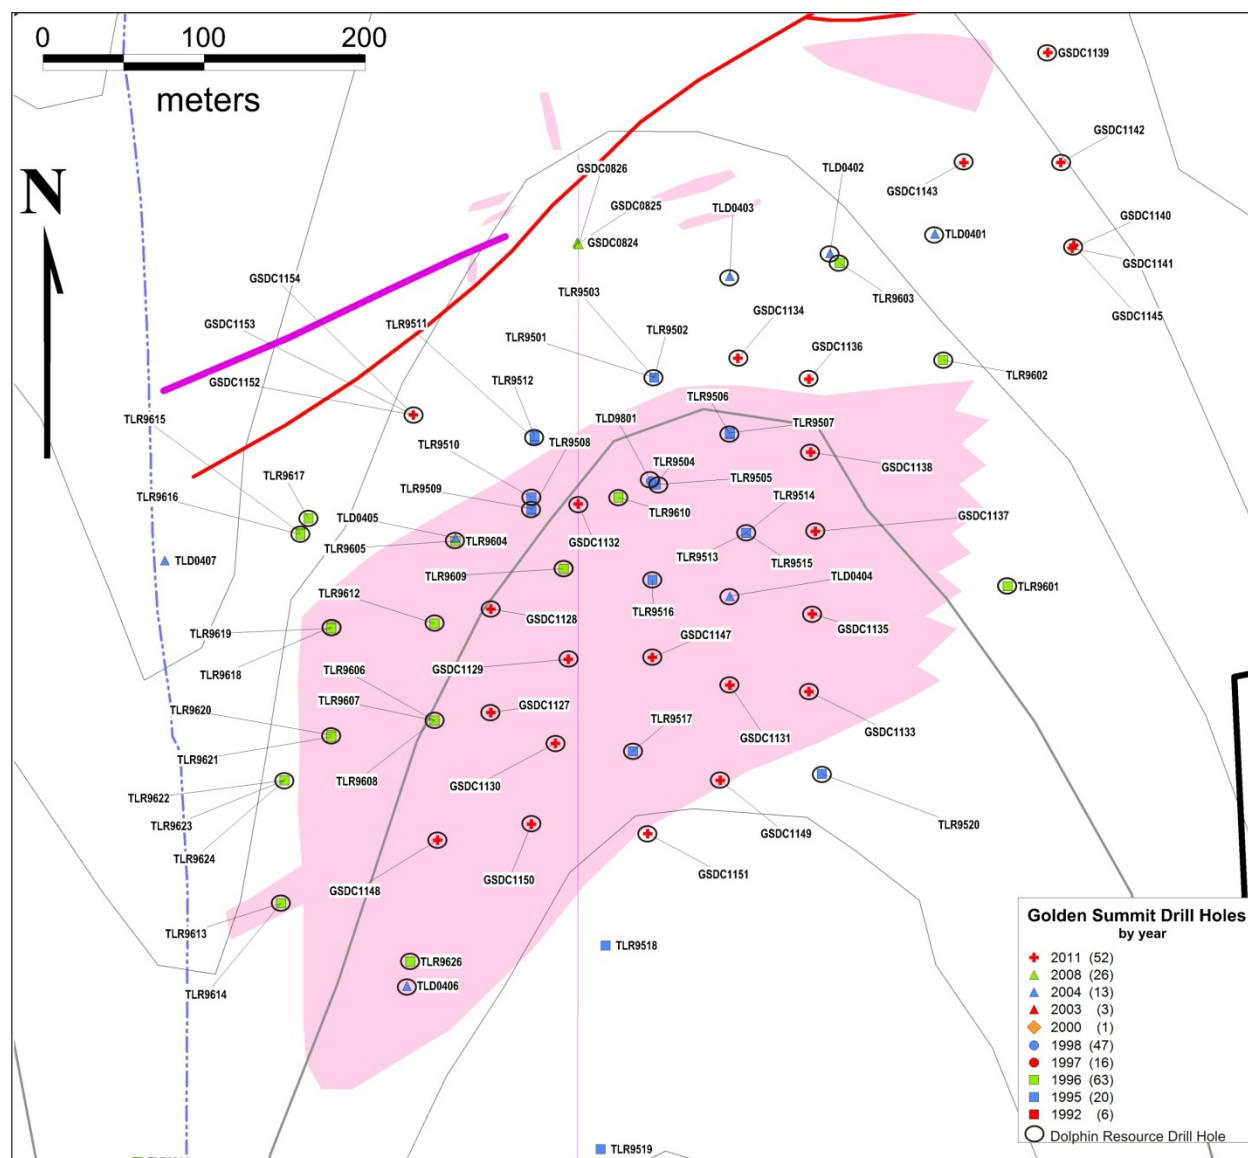 0 100 200
meters
N
GSDC1139
GSDC1142
GSDC1143
GSDC0826
TLD0402
GSDC0825
TLD0403
GSDC0824
TLD0401
GSDC1140
GSDC1141
GSDC1154
TLR9503
TLR9603
GSDC1145
GSDC1153
TLR9511
TLR9501
TLR9502
GSDC1134
GSDC1136
GSDC1152
TLR9512
TLR9602
TLR9615
TLR9510
TLR9508
TLD9801
TLR9506
TLR9507
GSDC1138
TLR9504
TLR9617
TLR9509
TLR9505
TLR9514
TLR9616
TLD0405
TLR9610
GSDC1137
TLR9605
TLR9604
GSDC1132
TLR9513
TLR9515
TLD0407
TLR9609
TLD0404
TLR9601
TLR9612
TLR9516
GSDC1128
GSDC1135
TLR9619
GSDC1147
TLR9618
TLR9606
GSDC1129
TLR9607
GSDC1127
TLR9620
TLR9517
GSDC1131
GSDC1133
TLR9621
TLR9608
GSDC1130
TLR9622
TLR9623
TLR9520
GSDC1149
TLR9624
GSDC1151
GSDC1148
GSDC1150
TLR9613
TLR9518
TLR9626
TLD0406
TLR9614
TLR9519
Golden Summit Drill Holes
by year
2011 (52)
2008 (26)
2004 (13)
2003 (3)
2000 (1)
1998 (47)
1997 (16)
1996 (63)
1995 (20)
1992 (6)
Dolphin Resource Drill Hole